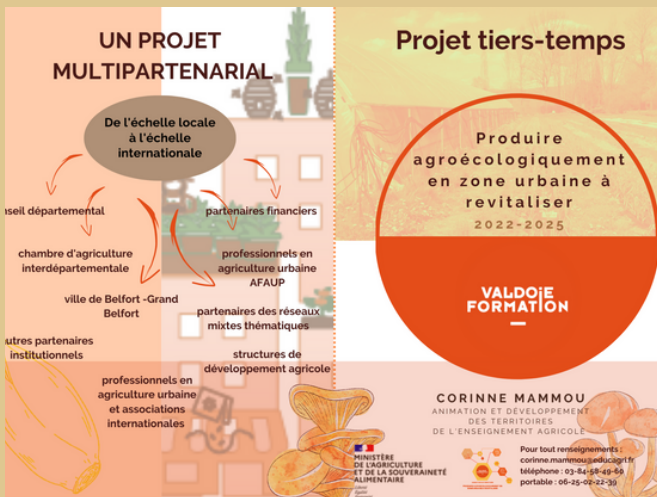 UN PROJET
MULTIPARTENARIAL
De l'échelle locale
à l'échelle
internationale
nseil départemental
partenaires financiers
chambre d'agriculture
interdépartementale
professionnels en
agriculture urbaine
AFAUP
ville de Belfort -Grand
Belfort
partenaires des réseaux
mixtes thématiques
utres partenaires
institutionnels
structures de
développement agricole
professionnels en
agriculture urbaine
et associations
internationales
Projet tiers-temps
Produire
agroécologiquement
en zone urbaine à
revitaliser
2022-2025
VALDOIE
FORMATION
CORINNE MAMMOU
ANIMATION ET DÉVELOPPEMENT
DES TERRITOIRES
DE L'ENSEIGNEMENT AGRICOLE
MINISTÈRE
DE L'AGRICULTURE
ET DE LA SOUVERAINETÉ
ALIMENTAIRE
Pour tout renseignements :
corinne.mammou@educagri.fr
téléphone : 03-84-58-49-60
portable : 06-25-02-22-39